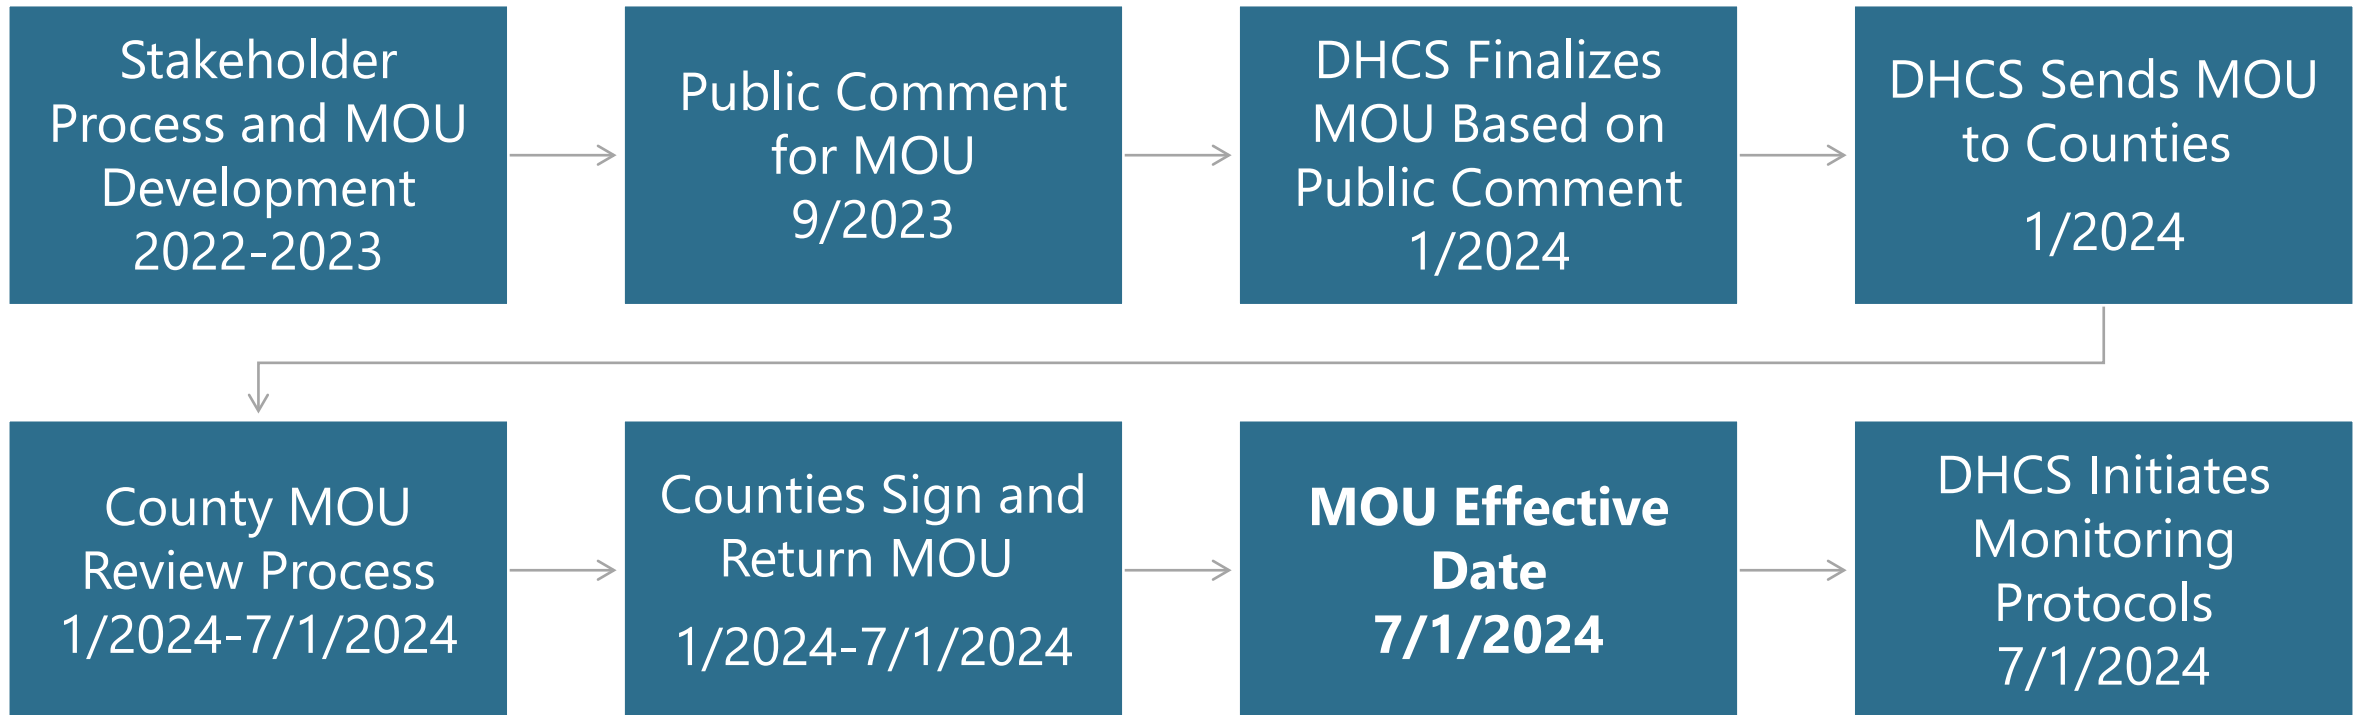 Stakeholder
Process and MOU
Development
2022-2023
Public Comment
for MOU
9/2023
DHCS Finalizes
MOU Based on
Public Comment
1/2024
DHCS Sends MOU
to Counties
1/2024
County MOU
Review Process
1/2024-7/1/2024
Counties Sign and
Return MOU
1/2024-7/1/2024
MOU Effective
Date
7/1/2024
DHCS Initiates
Monitoring
Protocols
7/1/2024